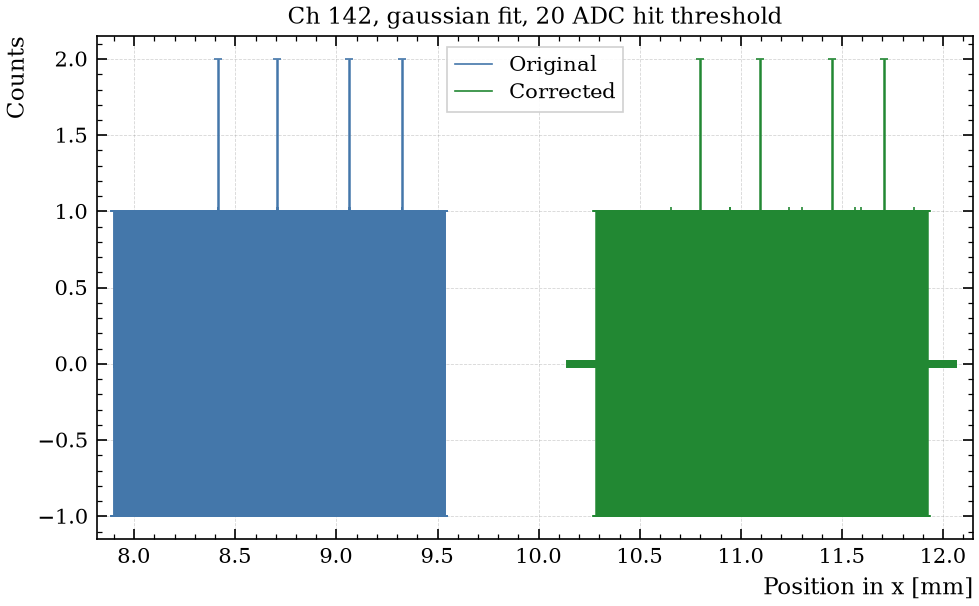 Ch 142, gaussian fit, 20 ADC hit threshold
Counts
Original
Corrected
2.0
1.5
1.0
0.5
0.0
−0.5
−1.0
8.0 8.5 9.0 9.5 10.0 10.5 11.0 11.5 12.0
Position in x [mm]